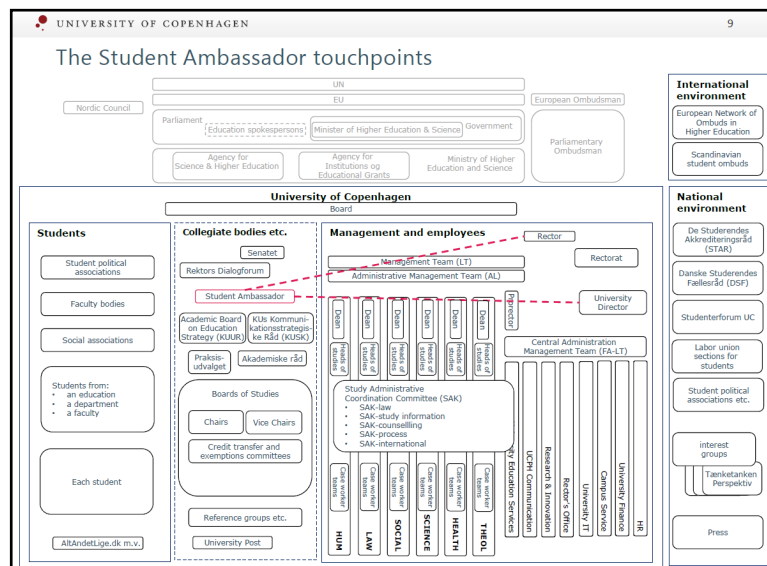 UNIVERSITY OF COPENHAGEN
9
The Student Ambassador touchpoints
UN
EU
Nordic Council
European Ombudsman
Parliament
Education spokespersons
Minister of Higher Education & Science
Government
Parliamentary
Ombudsman
Agency for
Science & Higher Education
Agency for
Institutions og
Educational Grants
Ministry of Higher
Education and Science
International
environment
European Network of
Ombuds in
Higher Education
Scandinavian
student ombuds
University of Copenhagen
Board
Students
Student political
associations
Faculty bodies
Social associations
Students from:
• an education
• a department
• a faculty
Each student
AltAndetLige.dk m.v.
Collegiate bodies etc.
Senatet
Rektors Dialogforum
Student Ambassador
Academic Board
on Education
Strategy (KUUR)
KUs Kommuni-
kationsstrategis-
ke Råd (KUSK)
Praksis-
udvalget
Akademiske råd
Boards of Studies
Chairs
Vice Chairs
Credit transfer and
exemptions committees
Reference groups etc.
University Post
Management and employees
Rector
Management Team (LT)
Administrative Management Team (AL)
Rectorat
Prorector
University
Director
Dean
Dean
Dean
Dean
Dean
Dean
Heads of
studies
Heads of
studies
Heads of
studies
Heads of
studies
Heads of
studies
Heads of
studies
Central Administration
Management Team (FA-LT)
Study Administrative
Coordination Committee (SAK)
• SAK-law
• SAK-study information
• SAK-counsellling
• SAK-process
• SAK-international
Case worker
teams
Case worker
teams
Case worker
teams
Case worker
teams
Case worker
teams
Case worker
teams
HUM
LAW
SOCIAL
SCIENCE
HEALTH
THEOL
Education Services
UCPH Communication
Research & Innovation
Rector's Office
University IT
Campus Service
University Finance
HR
National
environment
De Studerendes
Akkrediteringsråd
(STAR)
Danske Studerendes
Fællesråd (DSF)
Studenterforum UC
Labor union
sections for
students
Student political
associations etc.
interest
groups
Tænketanken
Perspektiv
Press